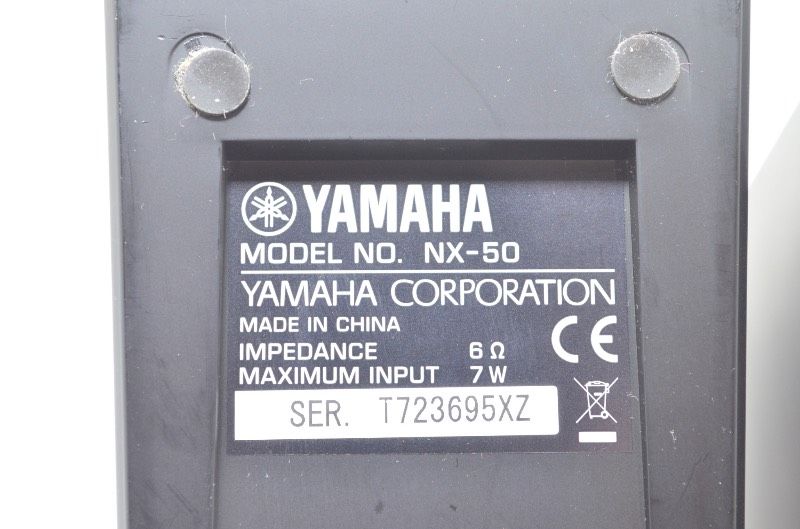 YAMAHA
MODEL NO. NX-50
YAMAHA CORPORATION
MADE IN CHINA
IMPEDANCE 6 Ω
MAXIMUM INPUT 7 W
CE
SER. T723695XZ